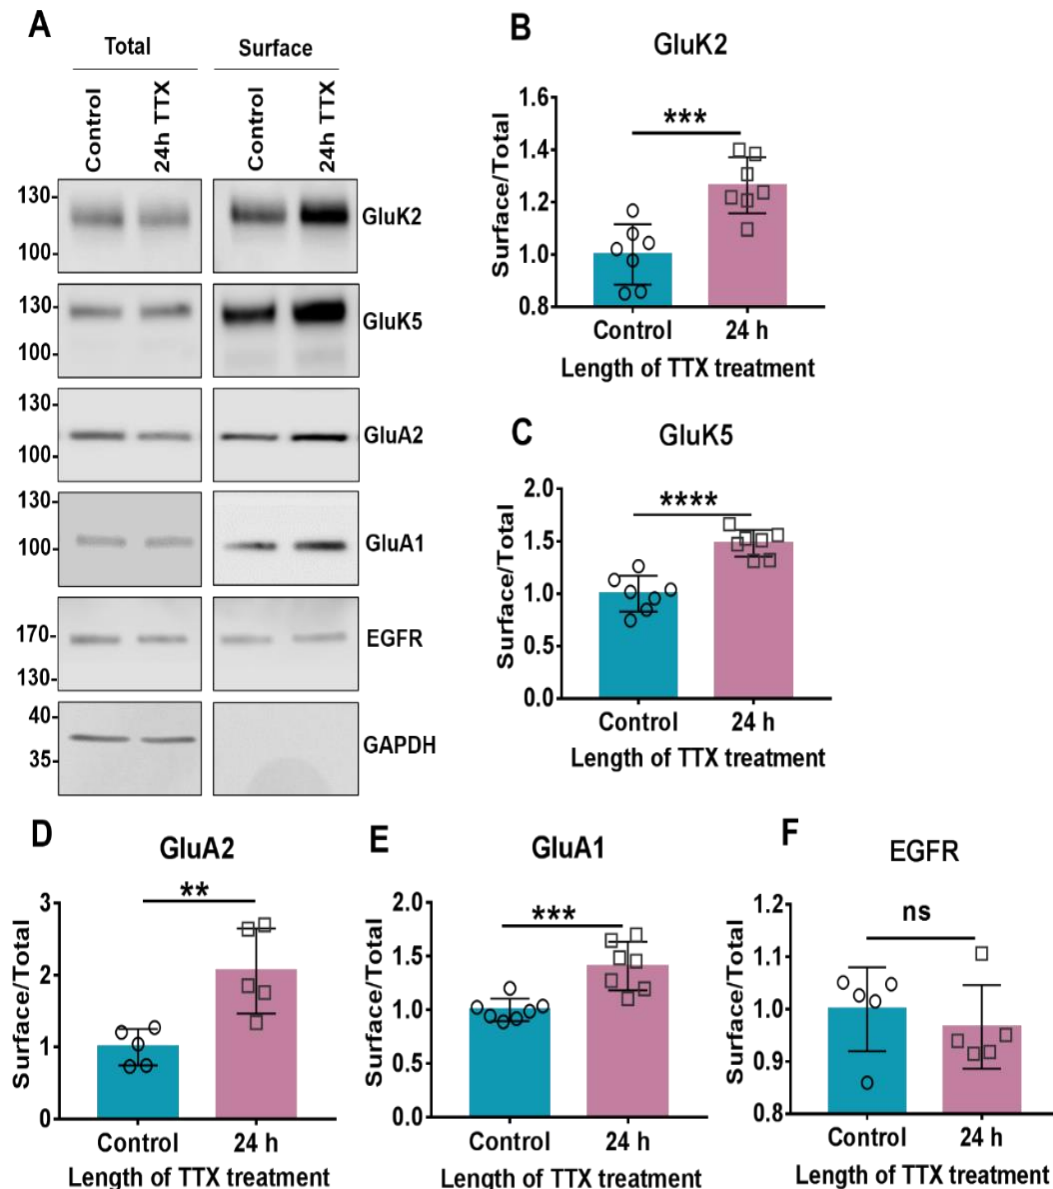 A
Total
Surface
Control
24h TTX
Control
24h TTX
130-
GluK2
100-
130-
GluK5
100-
130-
GluA2
100-
130-
GluA1
100-
170-
EGFR
130-
40-
GAPDH
35-
B
GluK2
Surface/Total
1.6
1.4
1.2
1.0
0.8
***
Control
24 h
Length of TTX treatment
C
GluK5
Surface/Total
2.0
1.5
1.0
0.5
0.0
****
Control
24 h
Length of TTX treatment
D
GluA2
Surface/Total
3
2
1
0
**
Control
24 h
Length of TTX treatment
E
GluA1
Surface/Total
2.0
1.5
1.0
0.5
0.0
***
Control
24 h
Length of TTX treatment
F
EGFR
Surface/Total
1.2
1.1
1.0
0.9
0.8
ns
Control
24 h
Length of TTX treatment